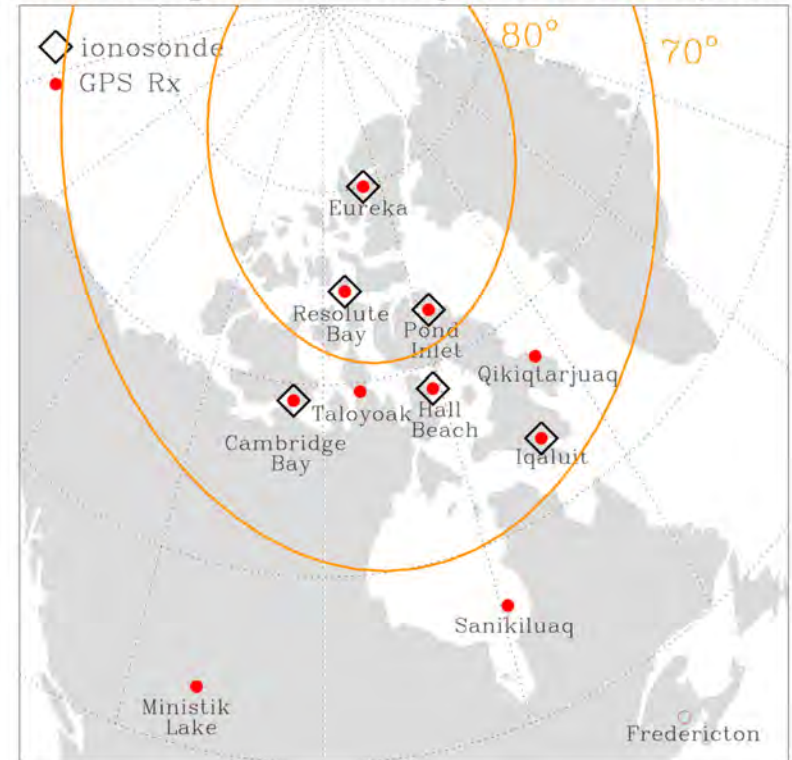 80°
70°
ionosonde
GPS Rx
Eureka
Resolute
Bay
Pond
Inlet
Qikiqtarjuaq
Taloyoak
Hall
Beach
Cambridge
Bay
Iqaluit
Sanikiluaq
Ministik
Lake
Fredericton